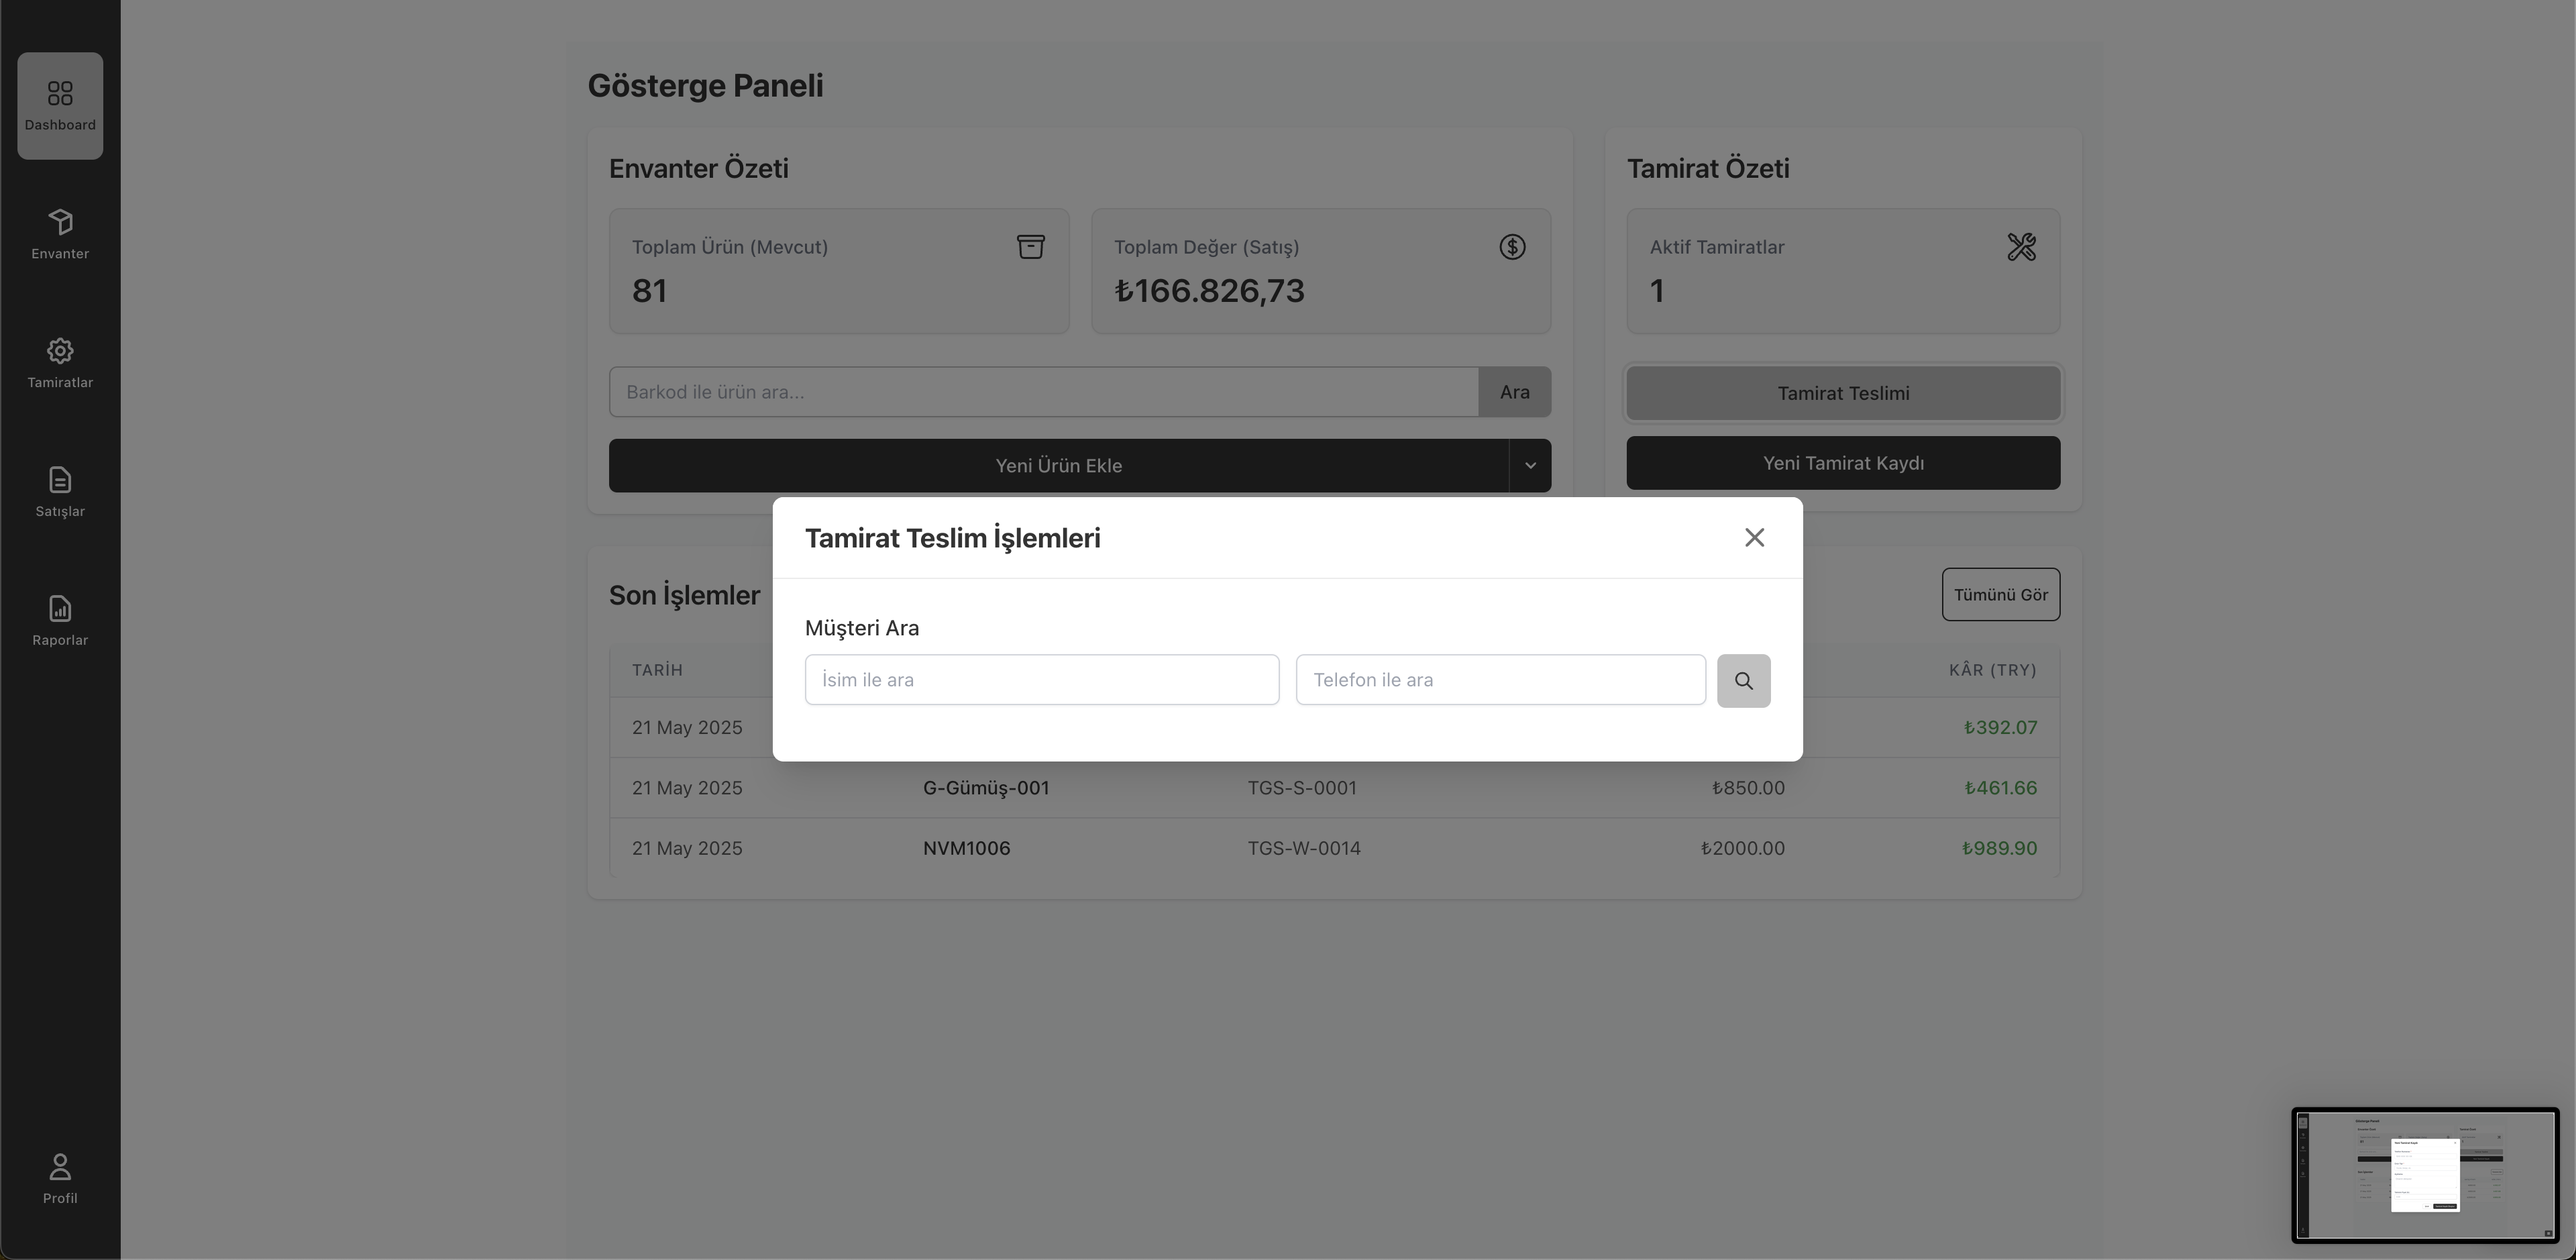 Dashboard
Envanter
Tamiratlar
Satışlar
Raporlar
Profil
Gösterge Paneli
Envanter Özeti
Toplam Ürün (Mevcut)
81
Toplam Değer (Satış)
₺166.826,73
Barkod ile ürün ara...
Ara
Yeni Ürün Ekle
Tamirat Özeti
Aktif Tamiratlar
1
Tamirat Teslimi
Yeni Tamirat Kaydı
Tamirat Teslim İşlemleri
Müşteri Ara
İsim ile ara
Telefon ile ara
Son İşlemler
Tümünü Gör
TARİH
KÂR (TRY)
21 May 2025
₺392.07
21 May 2025
G-Gümüş-001
TGS-S-0001
₺850.00
₺461.66
21 May 2025
NVM1006
TGS-W-0014
₺2000.00
₺989.90